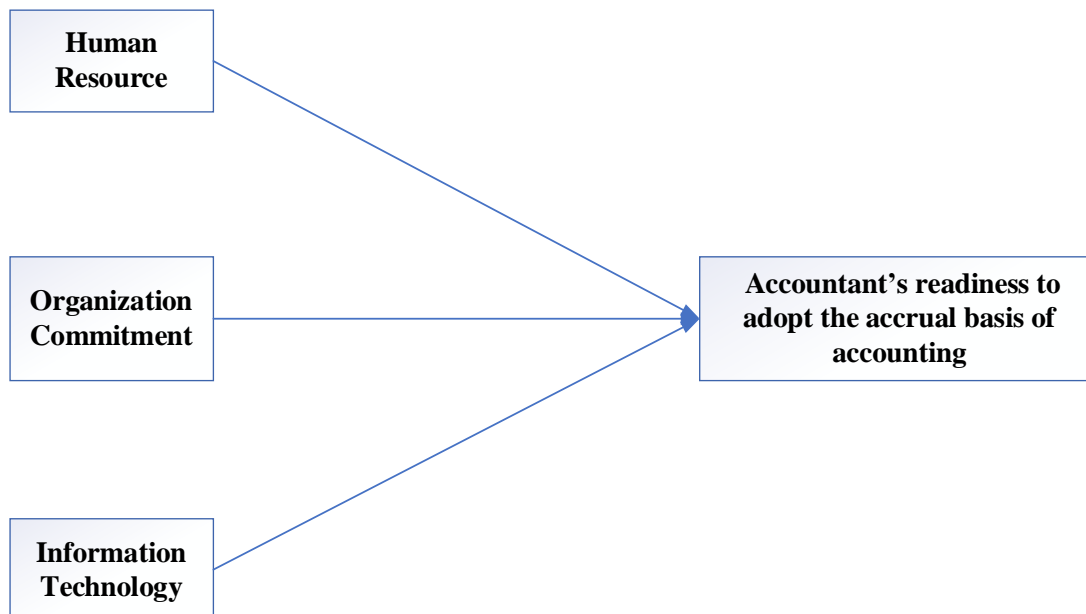 Human
Resource
Organization
Commitment
Accountant’s readiness to
adopt the accrual basis of
accounting
Information
Technology